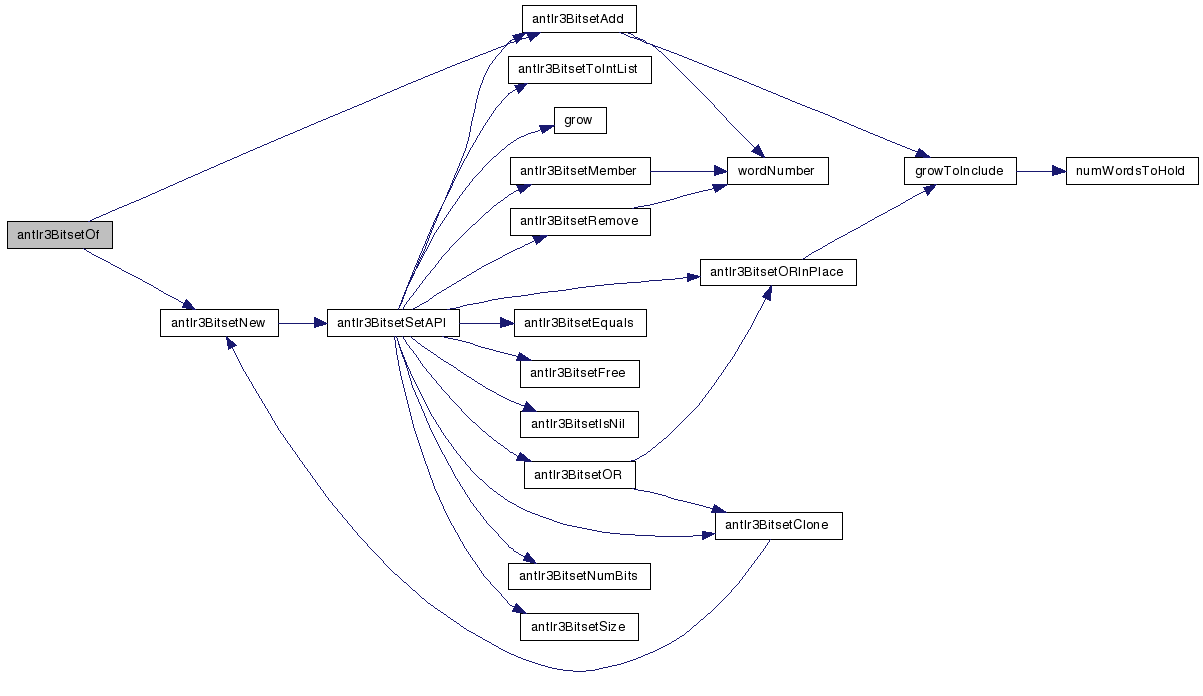 antlr3BitsetAdd
antlr3BitsetToIntList
grow
antlr3BitsetMember
wordNumber
growToInclude
numWordsToHold
antlr3BitsetRemove
antlr3BitsetOf
antlr3BitsetORInPlace
antlr3BitsetNew
antlr3BitsetSetAPI
antlr3BitsetEquals
antlr3BitsetFree
antlr3BitsetIsNil
antlr3BitsetOR
antlr3BitsetClone
antlr3BitsetNumBits
antlr3BitsetSize